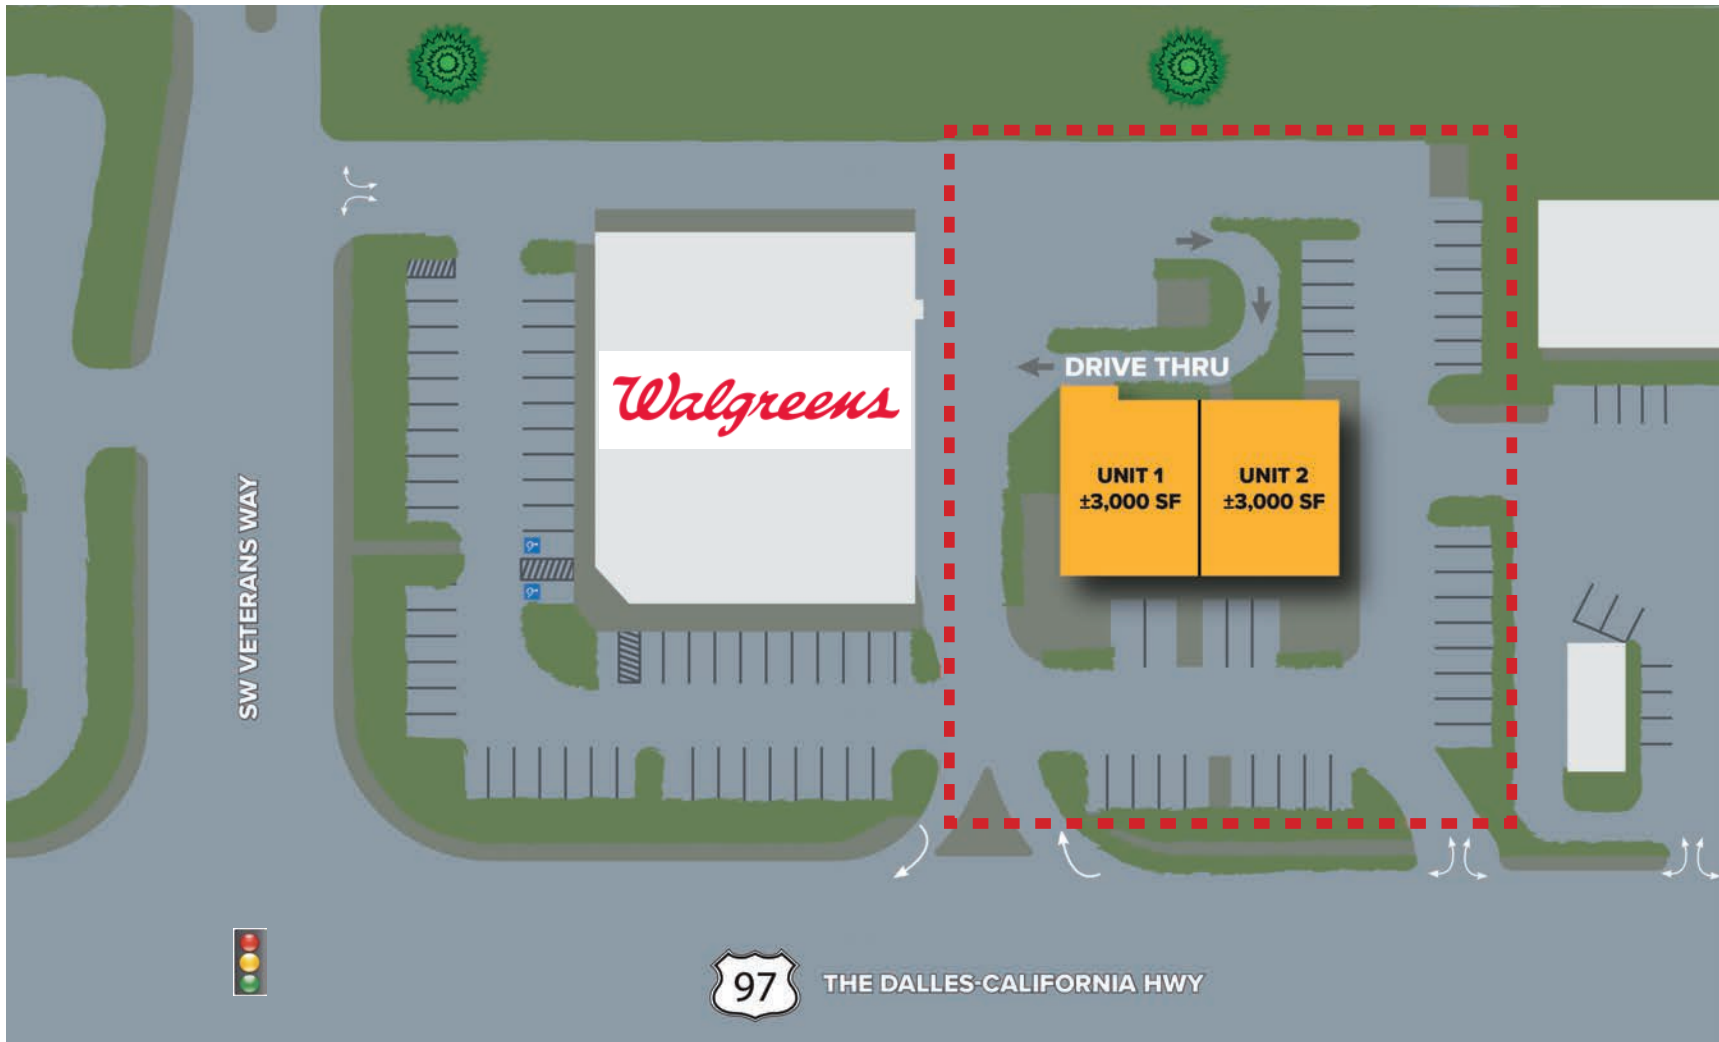 Walgreens
DRIVE THRU
UNIT 1
±3,000 SF
UNIT 2
±3,000 SF
SW VETERANS WAY
97
THE DALLES-CALIFORNIA HWY